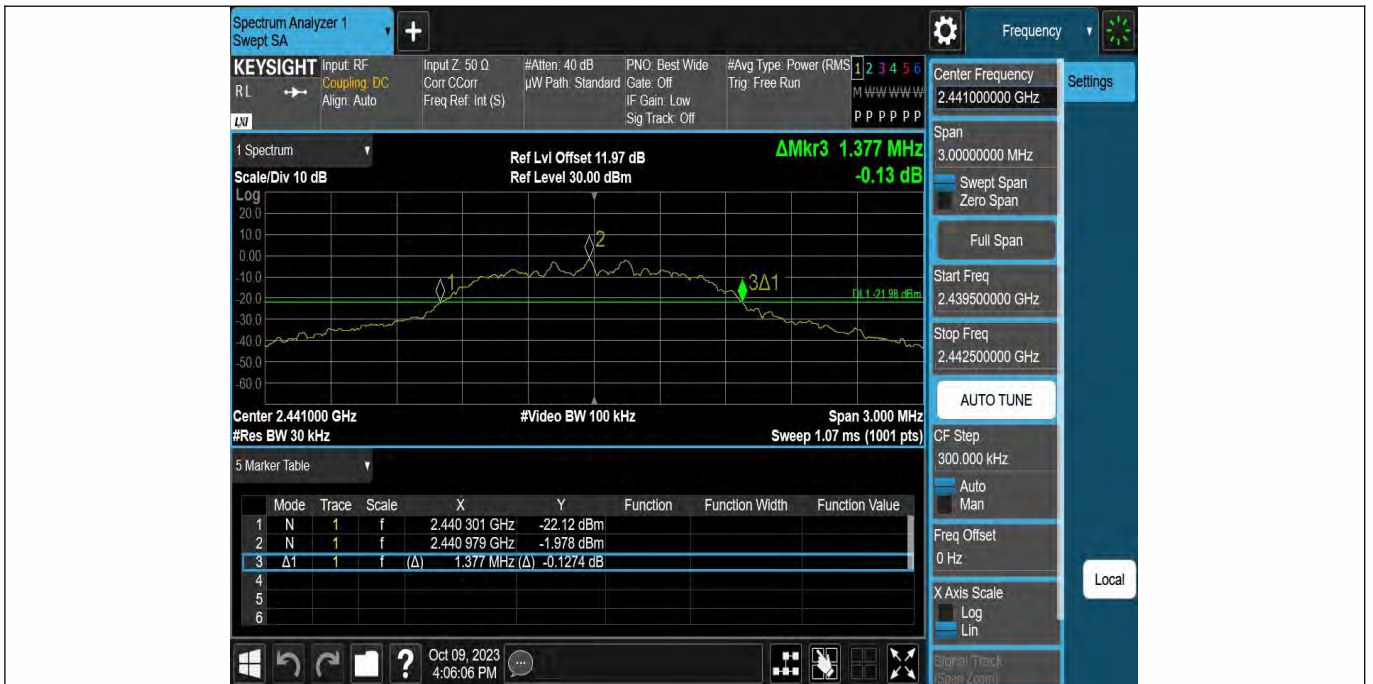 Spectrum Analyzer 1
Swept SA
+
Frequency
KEYSIGHT
RL
LXI
Input: RF
Coupling: DC
Align: Auto
Input Z: 50 Ω
Corr CCorr
Freq Ref: Int (S)
#Atten: 40 dB
µW Path: Standard
PNO: Best Wide
Gate: Off
IF Gain: Low
Sig Track: Off
#Avg Type: Power (RMS
Trig: Free Run
1 2 3 4 5 6
M W W W W W
P P P P P P
1 Spectrum
Scale/Div 10 dB
Ref Lvl Offset 11.97 dB
Ref Level 30.00 dBm
ΔMkr3 1.377 MHz
-0.13 dB
Log
20.0
10.0
0.00
-10.0
-20.0
-30.0
-40.0
-50.0
-60.0
1
2
3Δ1
DL1 -21.98 dBm
Center 2.441000 GHz
#Video BW 100 kHz
Span 3.000 MHz
#Res BW 30 kHz
Sweep 1.07 ms (1001 pts)
5 Marker Table
Mode Trace Scale X Y Function Function Width Function Value
1 N 1 f 2.440 301 GHz -22.12 dBm
2 N 1 f 2.440 979 GHz -1.978 dBm
3 Δ1 1 f (Δ) 1.377 MHz (Δ) -0.1274 dB
4
5
6
Oct 09, 2023
4:06:06 PM
?
Center Frequency
2.441000000 GHz
Settings
Span
3.00000000 MHz
Swept Span
Zero Span
Full Span
Start Freq
2.439500000 GHz
Stop Freq
2.442500000 GHz
AUTO TUNE
CF Step
300.000 kHz
Auto
Man
Freq Offset
0 Hz
X Axis Scale
Log
Lin
Local
Signal Track
(Span Zoom)